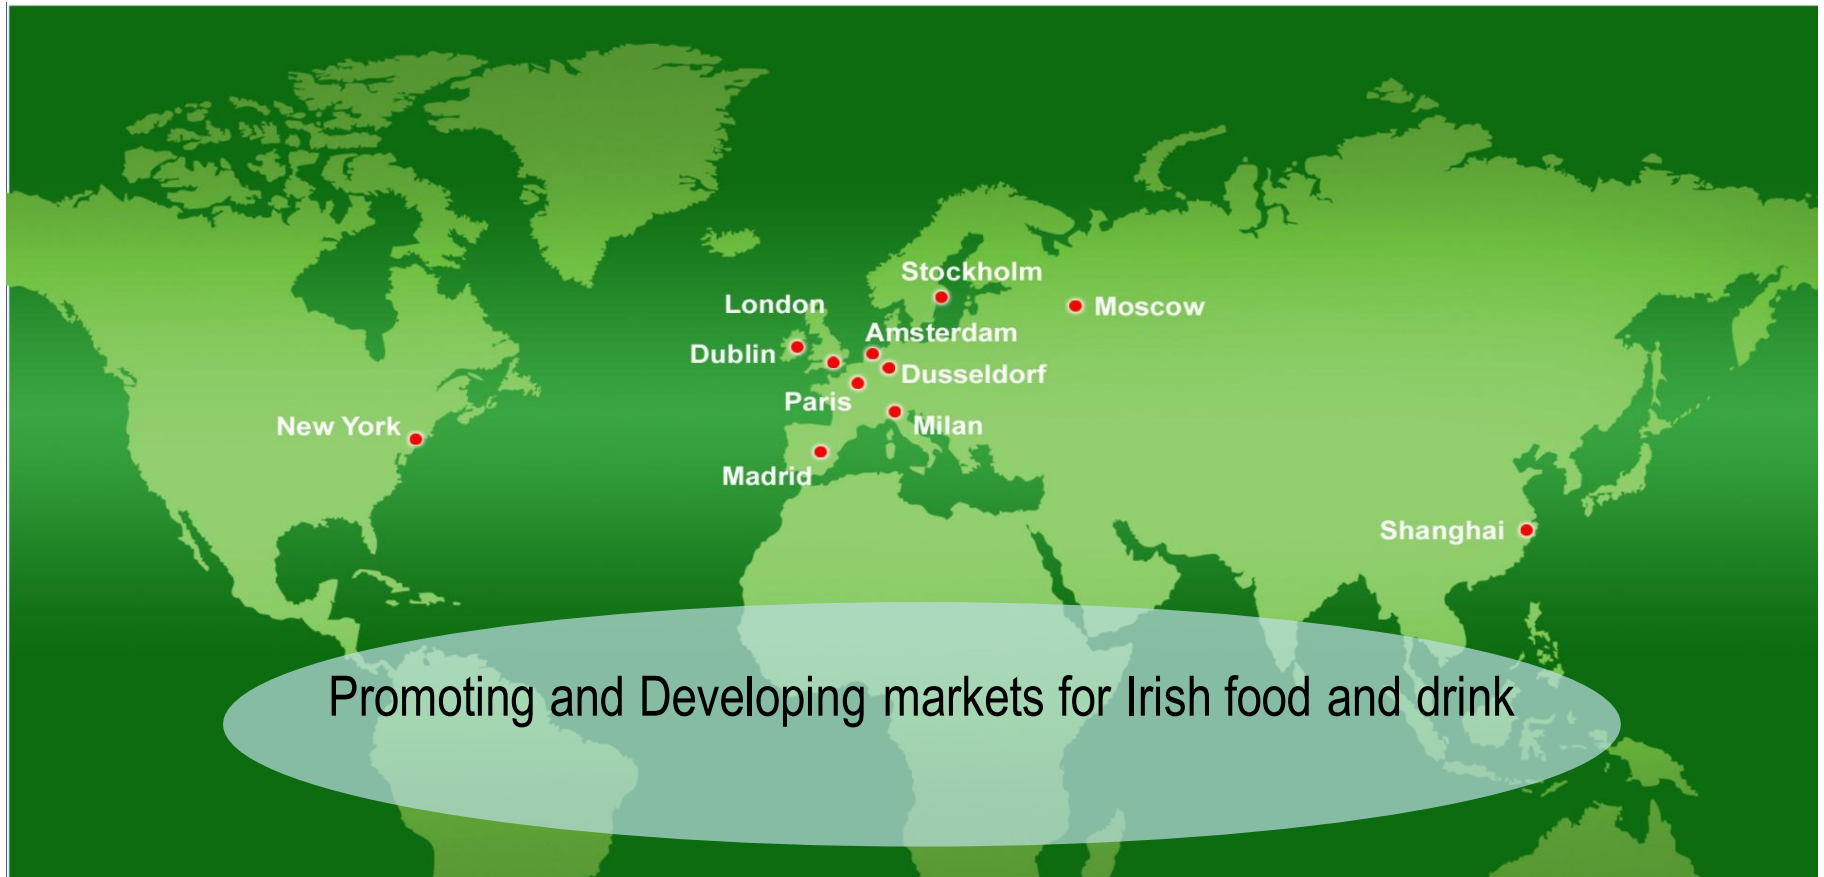 Stockholm
London
Moscow
Amsterdam
Dublin
Dusseldorf
Paris
New York
Milan
Madrid
Shanghai
Promoting and Developing markets for Irish food and drink